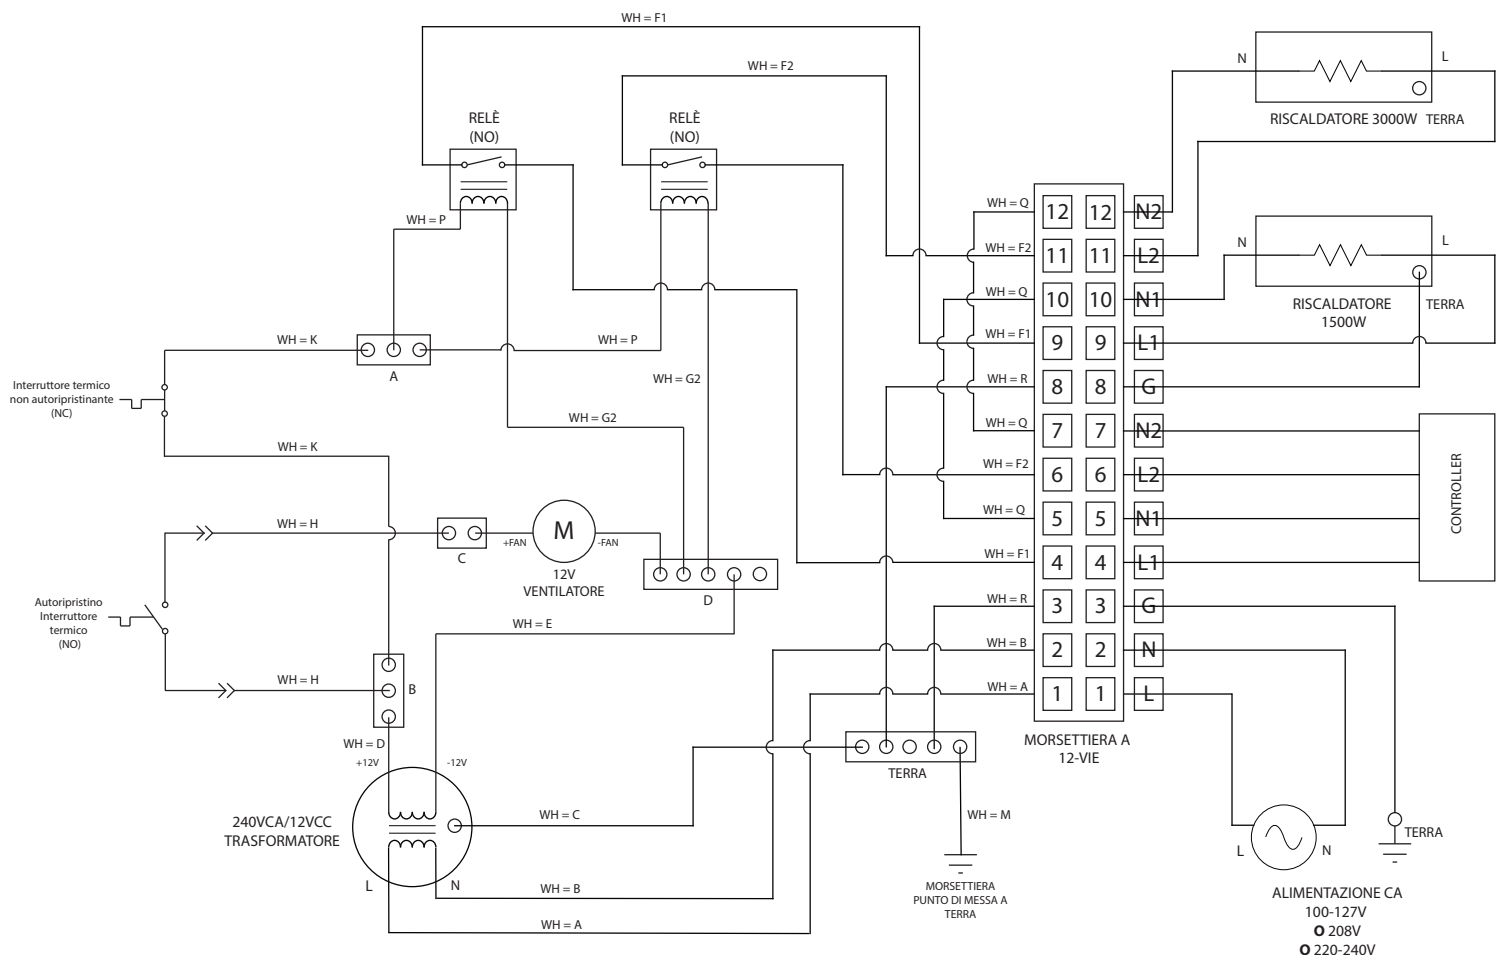 WH = F1
WH = F2
RELÈ
(NO)
RELÈ
(NO)
N
L
RISCALDATORE 3000W
TERRA
WH = P
WH = Q
12
12
N2
WH = F2
11
11
L2
N
L
WH = Q
10
10
N1
RISCALDATORE
1500W
TERRA
WH = K
A
WH = P
WH = F1
9
9
L1
WH = G2
WH = R
8
8
G
Interruttore termico
non autoripristinante
(NC)
WH = G2
WH = Q
7
7
N2
WH = K
WH = F2
6
6
L2
CONTROLLER
WH = H
C
+FAN
M
-FAN
12V
VENTILATORE
WH = Q
5
5
N1
D
WH = F1
4
4
L1
Autoripristino
Interruttore
termico
(NO)
WH = E
WH = R
3
3
G
WH = B
2
2
N
WH = H
B
WH = A
1
1
L
WH = D
+12V
-12V
MORSETTIERA A
12-VIE
TERRA
240VCA/12VCC
TRASFORMATORE
WH = C
WH = M
L
N
TERRA
L
N
WH = B
MORSETTIERA
PUNTO DI MESSA A
TERRA
WH = A
ALIMENTAZIONE CA
100-127V
O 208V
O 220-240V